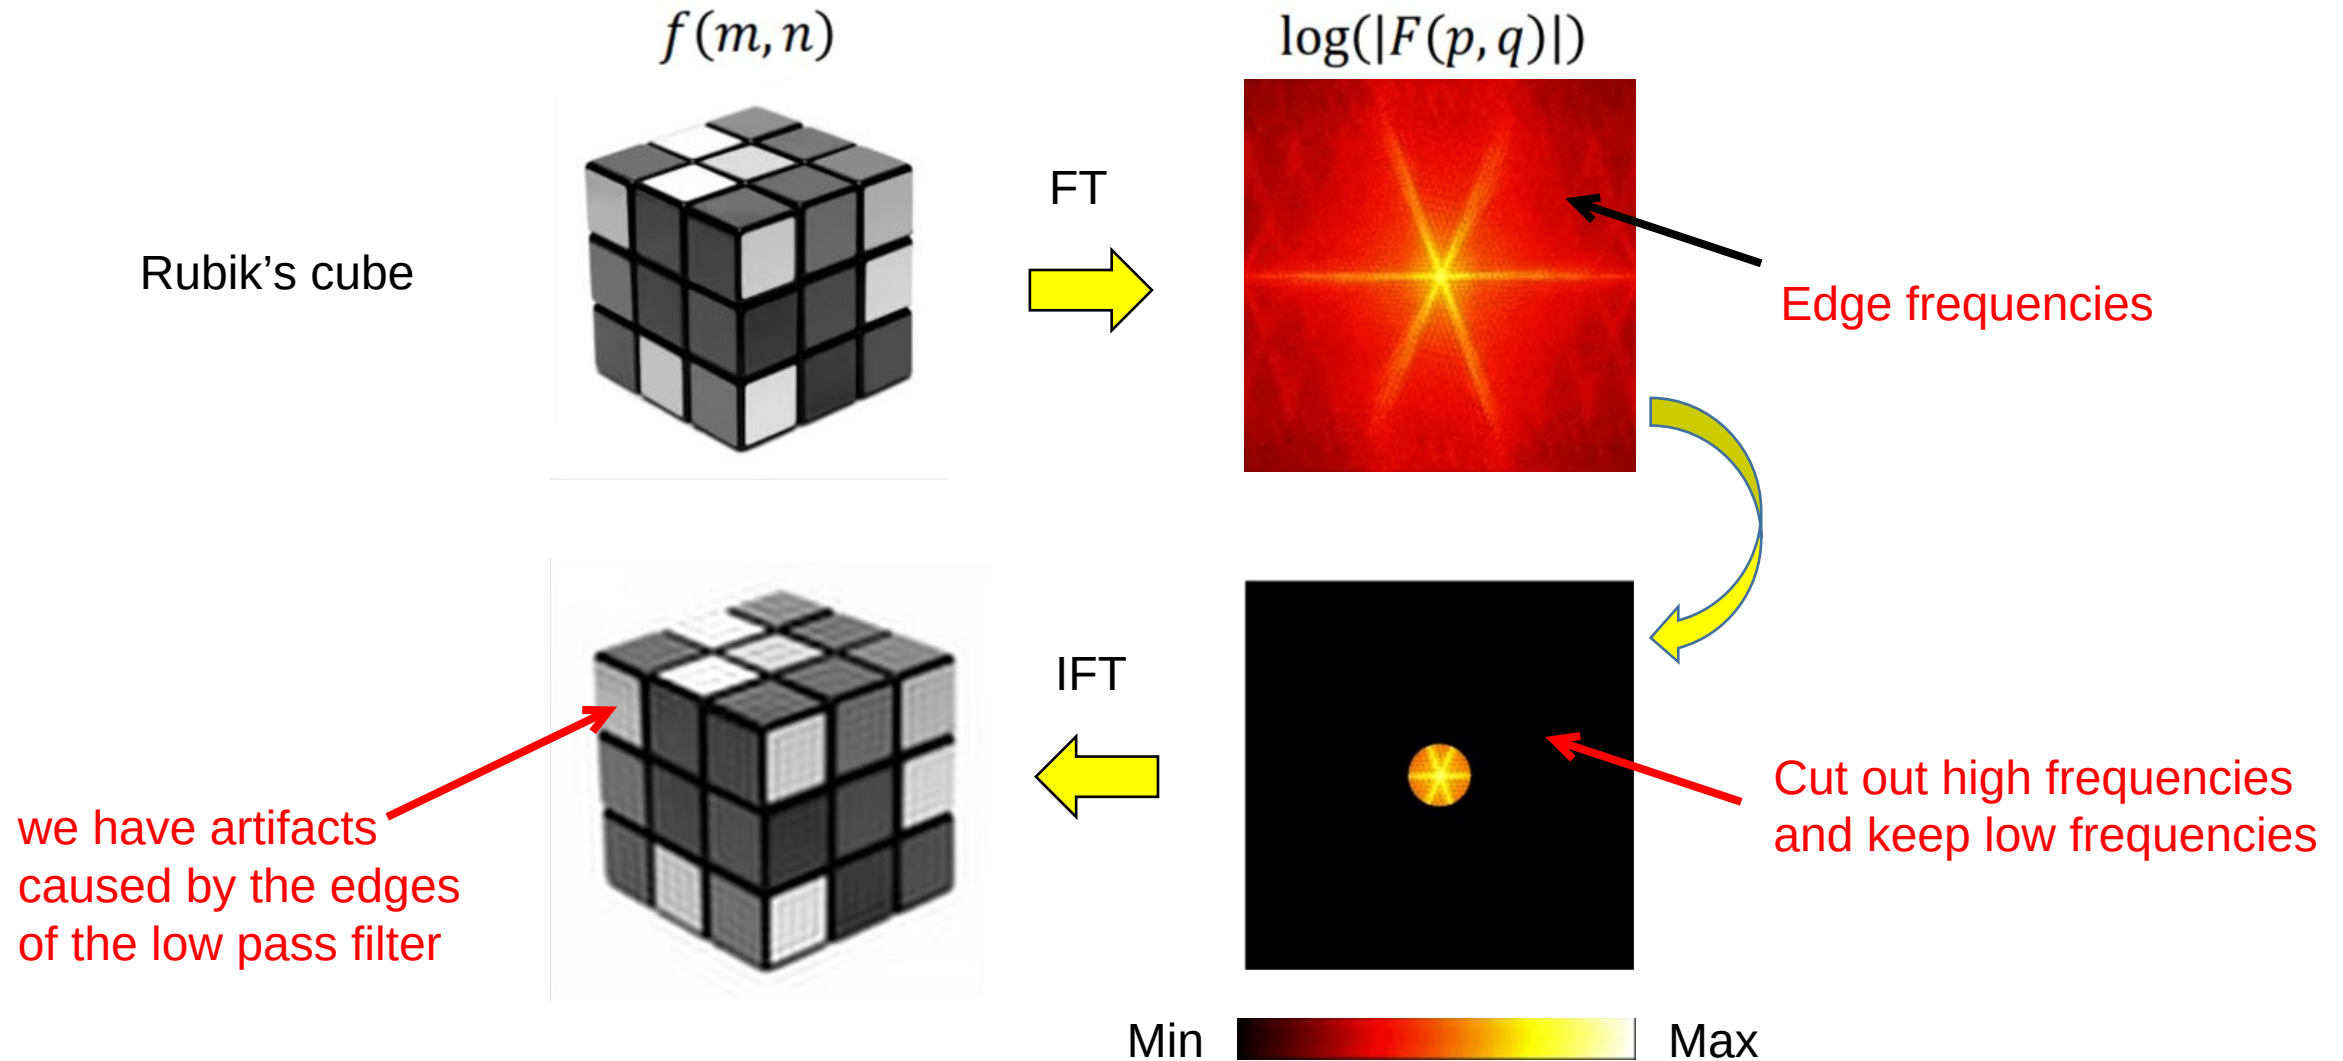 f(m, n)
log(|F(p, q)|)
FT
Rubik’s cube
Edge frequencies
IFT
we have artifacts
caused by the edges
of the low pass filter
Cut out high frequencies
and keep low frequencies
Min
Max